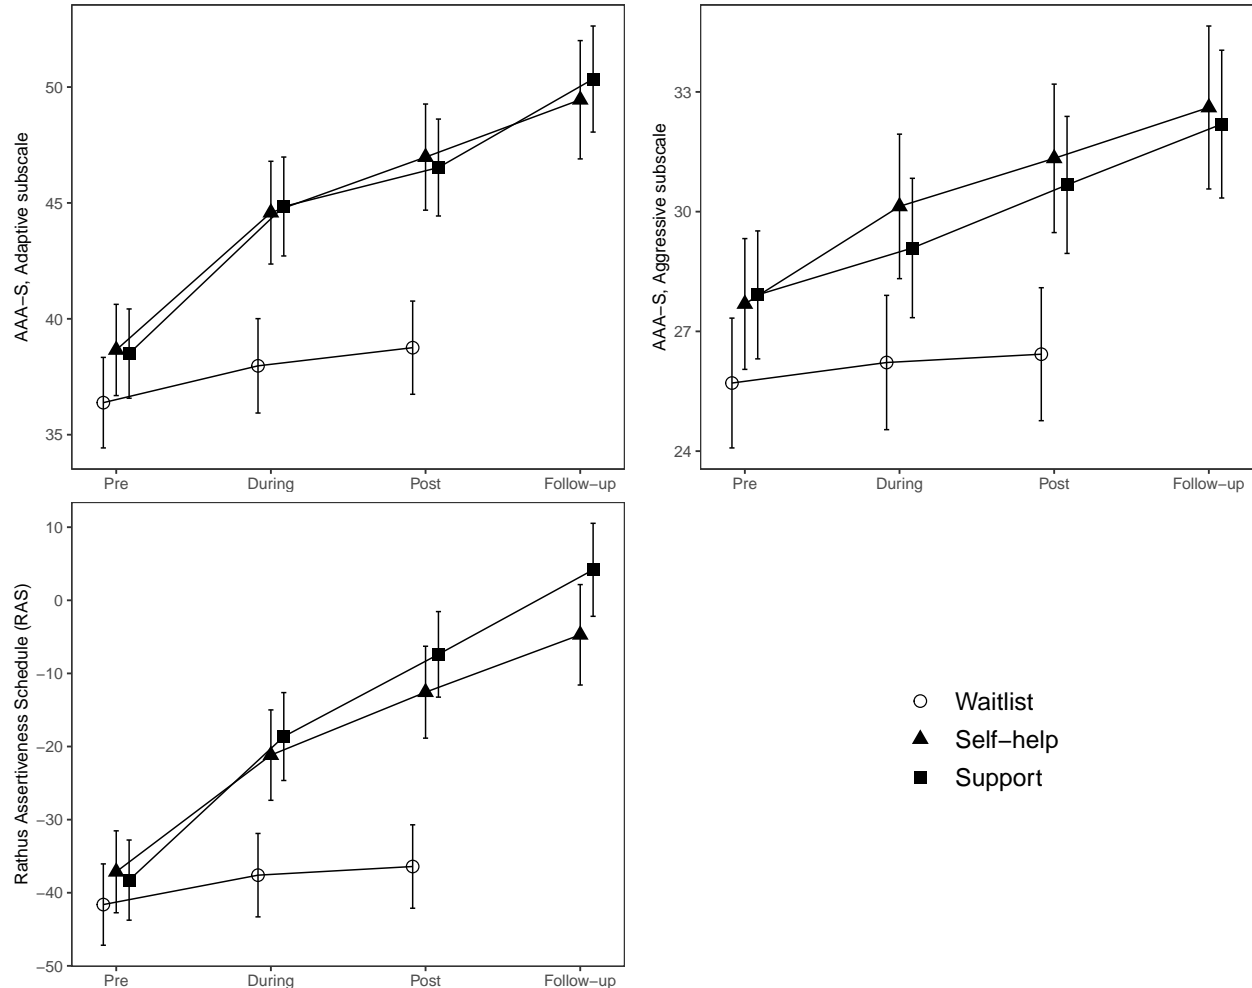 AAA−S, Adaptive subscale
50
45
40
35
Pre During Post Follow−up
AAA−S, Aggressive subscale
33
30
27
24
Pre During Post Follow−up
Rathus Assertiveness Schedule (RAS)
10
0
−10
−20
−30
−40
−50
Pre During Post Follow−up
Waitlist
Self−help
Support